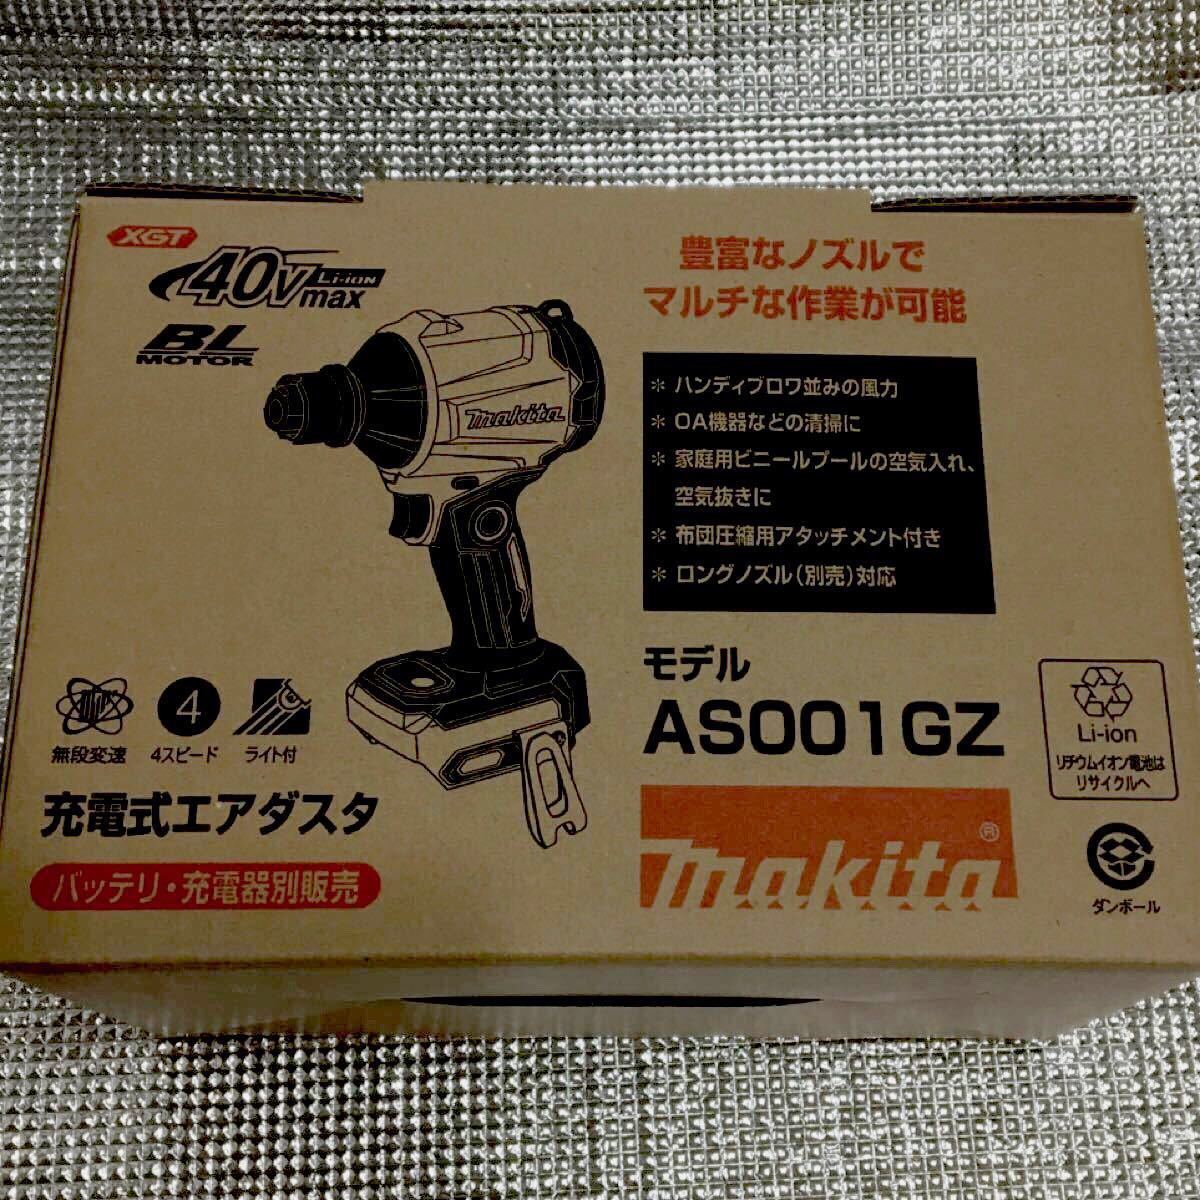 XGT
40Vmax Li-ion
BL
MOTOR
makita
豊富なノズルで
マルチな作業が可能
＊ ハンディブロワ並みの風力
＊ OA機器などの清掃に
＊ 家庭用ビニールプールの空気入れ、
空気抜きに
＊ 布団圧縮用アタッチメント付き
＊ ロングノズル(別売)対応
モデル
AS001GZ
無段変速
4
4スピード
ライト付
充電式エアダスタ
バッテリ・充電器別販売
makita®
Li-ion
リチウムイオン電池は
リサイクルへ
ダンボール